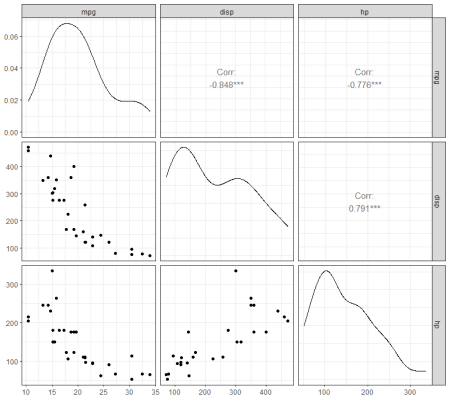 mpg disp hp
0.06
0.04
0.02
0.00
Corr:
-0.848***
Corr:
-0.776***
mpg
400
300
200
100
Corr:
0.791***
disp
300
200
100
hp
10 15 20 25 30 35 100 200 300 400 100 200 300